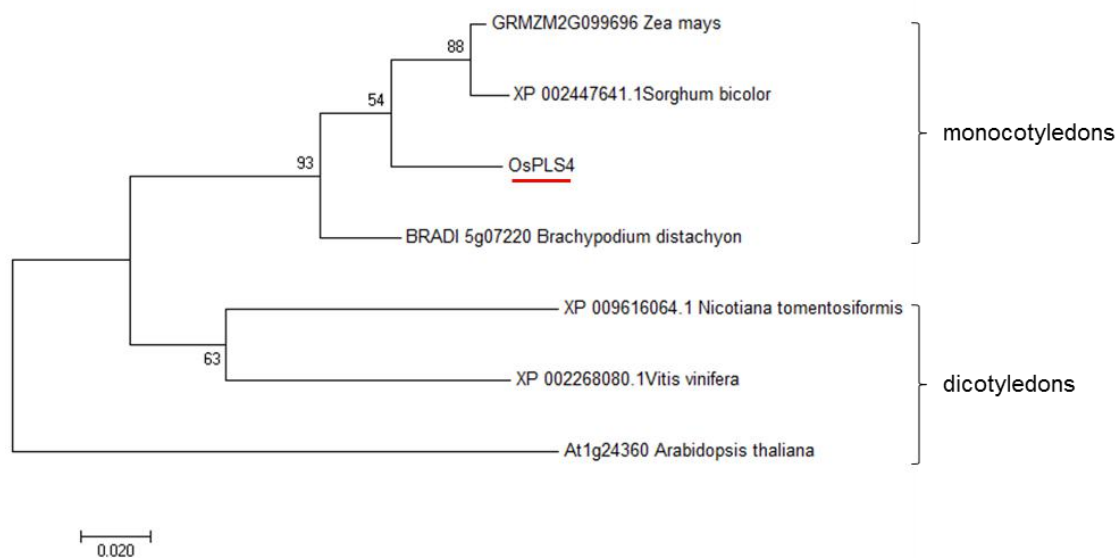 GRMZM2G099696 Zea mays
88
XP 002447641.1Sorghum bicolor
54
monocotyledons
93
OsPLS4
BRADI 5g07220 Brachypodium distachyon
XP 009616064.1 Nicotiana tomentosiformis
63
XP 002268080.1Vitis vinifera
dicotyledons
At1g24360 Arabidopsis thaliana
0.020